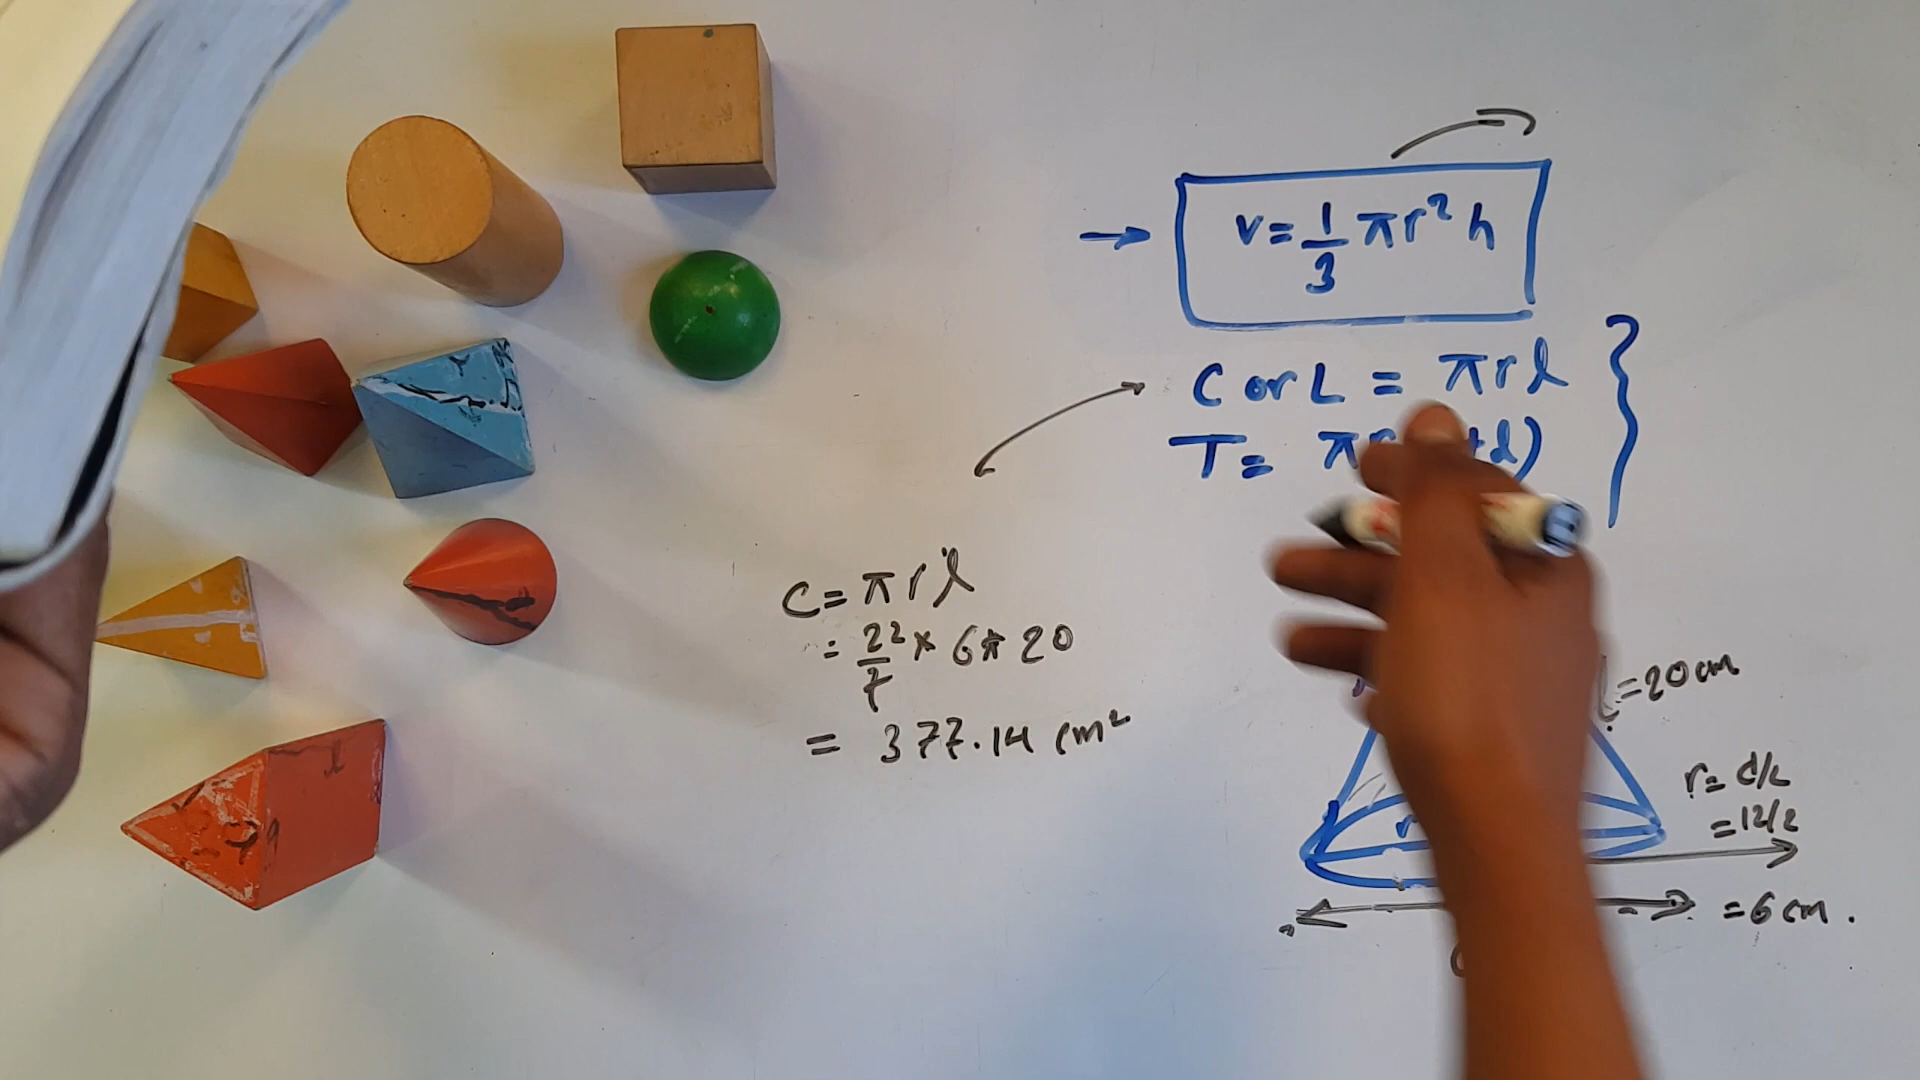 V = 1/3 πr²h
C or L = πrl
T = πr +l)
C = πrl
= 22/7 × 6 * 20
= 377.14 cm²
l = 20 cm
r = d/2
= 12/2
= 6 cm.
r